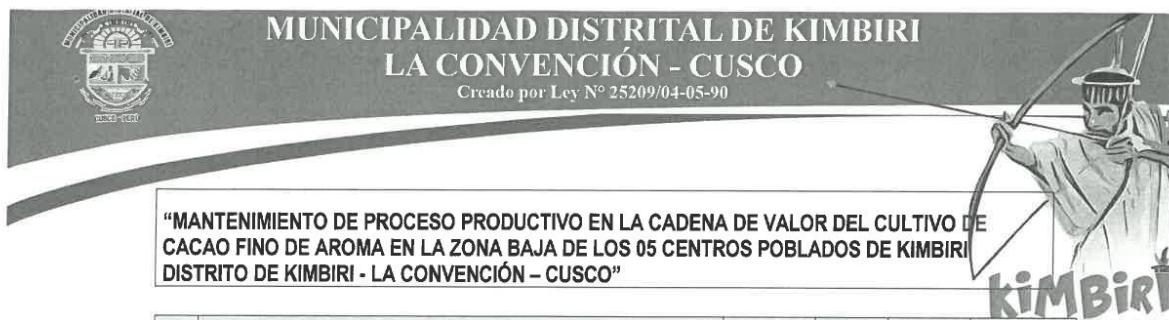 MUNICIPALIDAD DISTRITAL DE KIMBIRI
LA CONVENCIÓN - CUSCO
Creado por Ley N° 25209/04-05-90
CUSCO - PERÚ
"MANTENIMIENTO DE PROCESO PRODUCTIVO EN LA CADENA DE VALOR DEL CULTIVO DE
CACAO FINO DE AROMA EN LA ZONA BAJA DE LOS 05 CENTROS POBLADOS DE KIMBIRI
DISTRITO DE KIMBIRI - LA CONVENCIÓN – CUSCO"
KiMBiRI